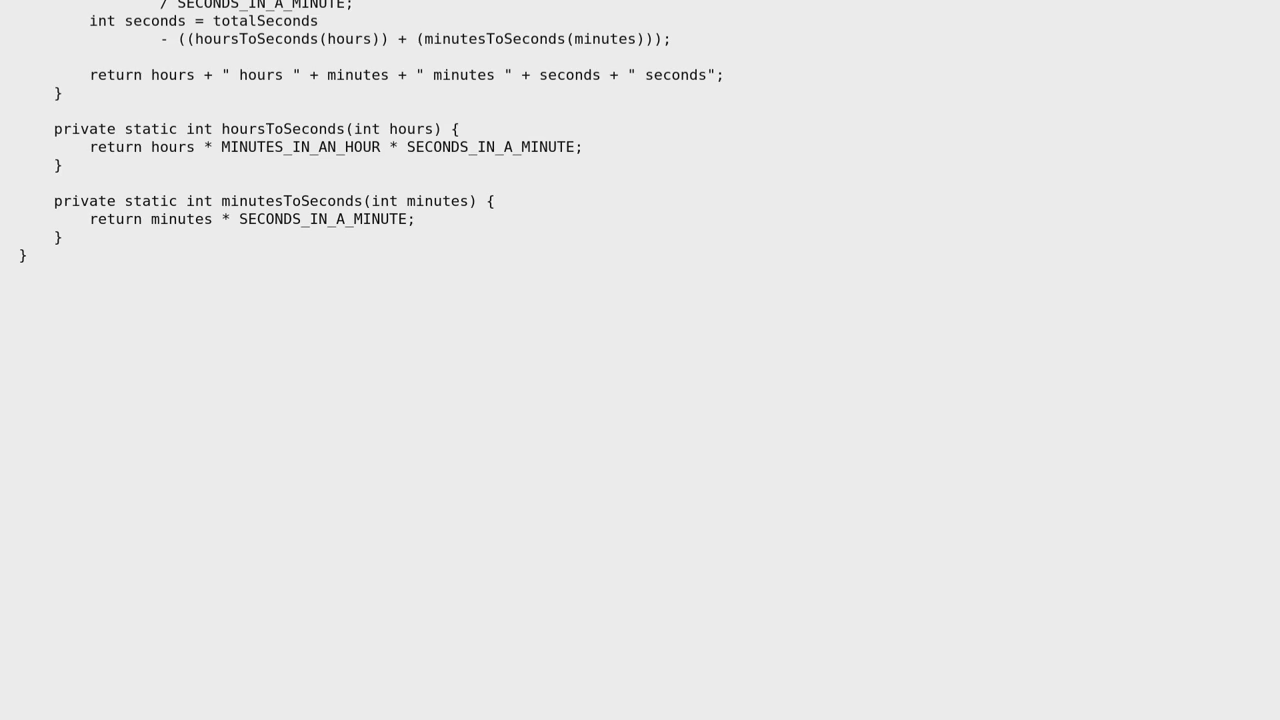 / SECONDS_IN_A_MINUTE;
int seconds = totalSeconds
- ((hoursToSeconds(hours)) + (minutesToSeconds(minutes)));
return hours + " hours " + minutes + " minutes " + seconds + " seconds";
}
private static int hoursToSeconds(int hours) {
return hours * MINUTES_IN_AN_HOUR * SECONDS_IN_A_MINUTE;
}
private static int minutesToSeconds(int minutes) {
return minutes * SECONDS_IN_A_MINUTE;
}
}